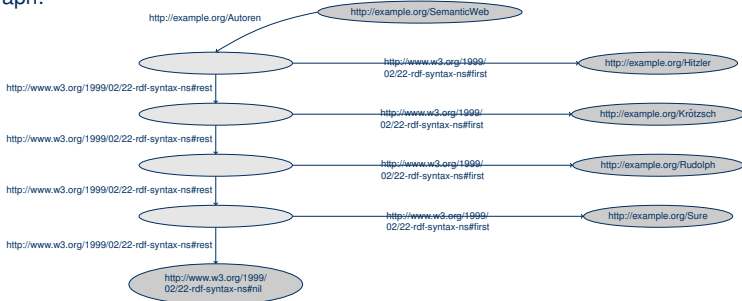 aph:
http://example.org/SemanticWeb
http://example.org/Autoren
http://www.w3.org/1999/
02/22-rdf-syntax-ns#first
http://example.org/Hitzler
http://www.w3.org/1999/02/22-rdf-syntax-ns#rest
http://www.w3.org/1999/
02/22-rdf-syntax-ns#first
http://example.org/Krötzsch
http://www.w3.org/1999/02/22-rdf-syntax-ns#rest
http://www.w3.org/1999/
02/22-rdf-syntax-ns#first
http://example.org/Rudolph
http://www.w3.org/1999/02/22-rdf-syntax-ns#rest
http://www.w3.org/1999/
02/22-rdf-syntax-ns#first
http://example.org/Sure
http://www.w3.org/1999/02/22-rdf-syntax-ns#rest
http://www.w3.org/1999/
02/22-rdf-syntax-ns#nil